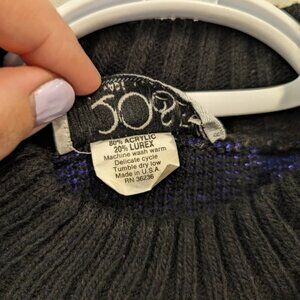 80% ACRYLIC
20% LUREX
Machine wash warm
Delicate cycle
Tumble dry low
Made in U.S.A.
RN 36236